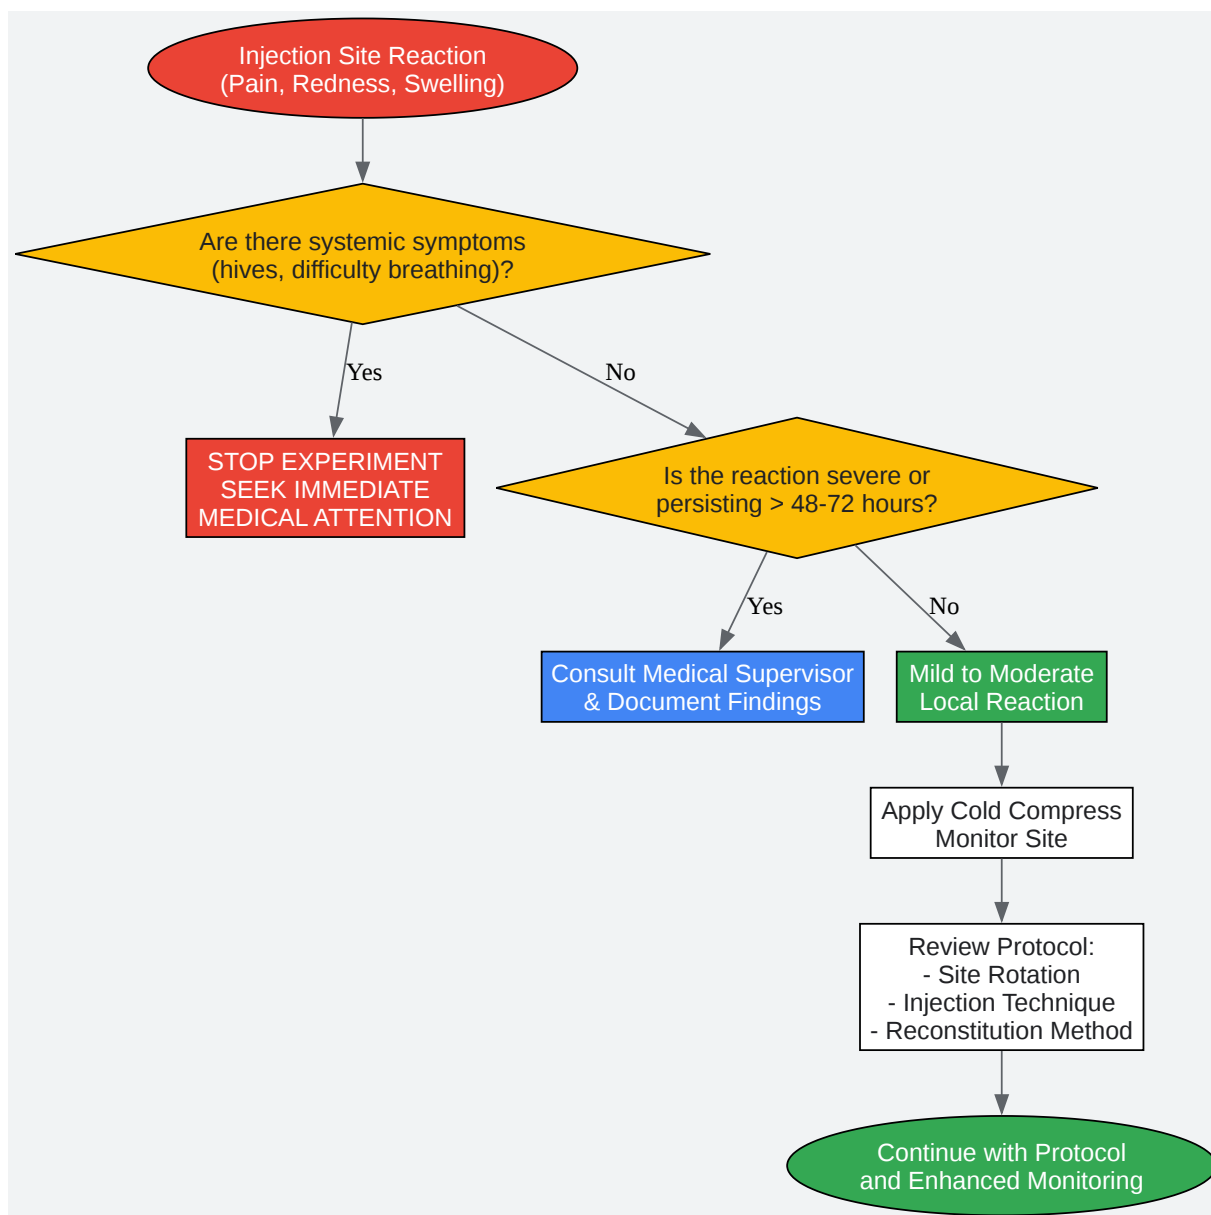 Injection Site Reaction
(Pain, Redness, Swelling)
Are there systemic symptoms
(hives, difficulty breathing)?
Yes
No
STOP EXPERIMENT
SEEK IMMEDIATE
MEDICAL ATTENTION
Is the reaction severe or
persisting > 48-72 hours?
Yes
No
Consult Medical Supervisor
& Document Findings
Mild to Moderate
Local Reaction
Apply Cold Compress
Monitor Site
Review Protocol:
- Site Rotation
- Injection Technique
- Reconstitution Method
Continue with Protocol
and Enhanced Monitoring